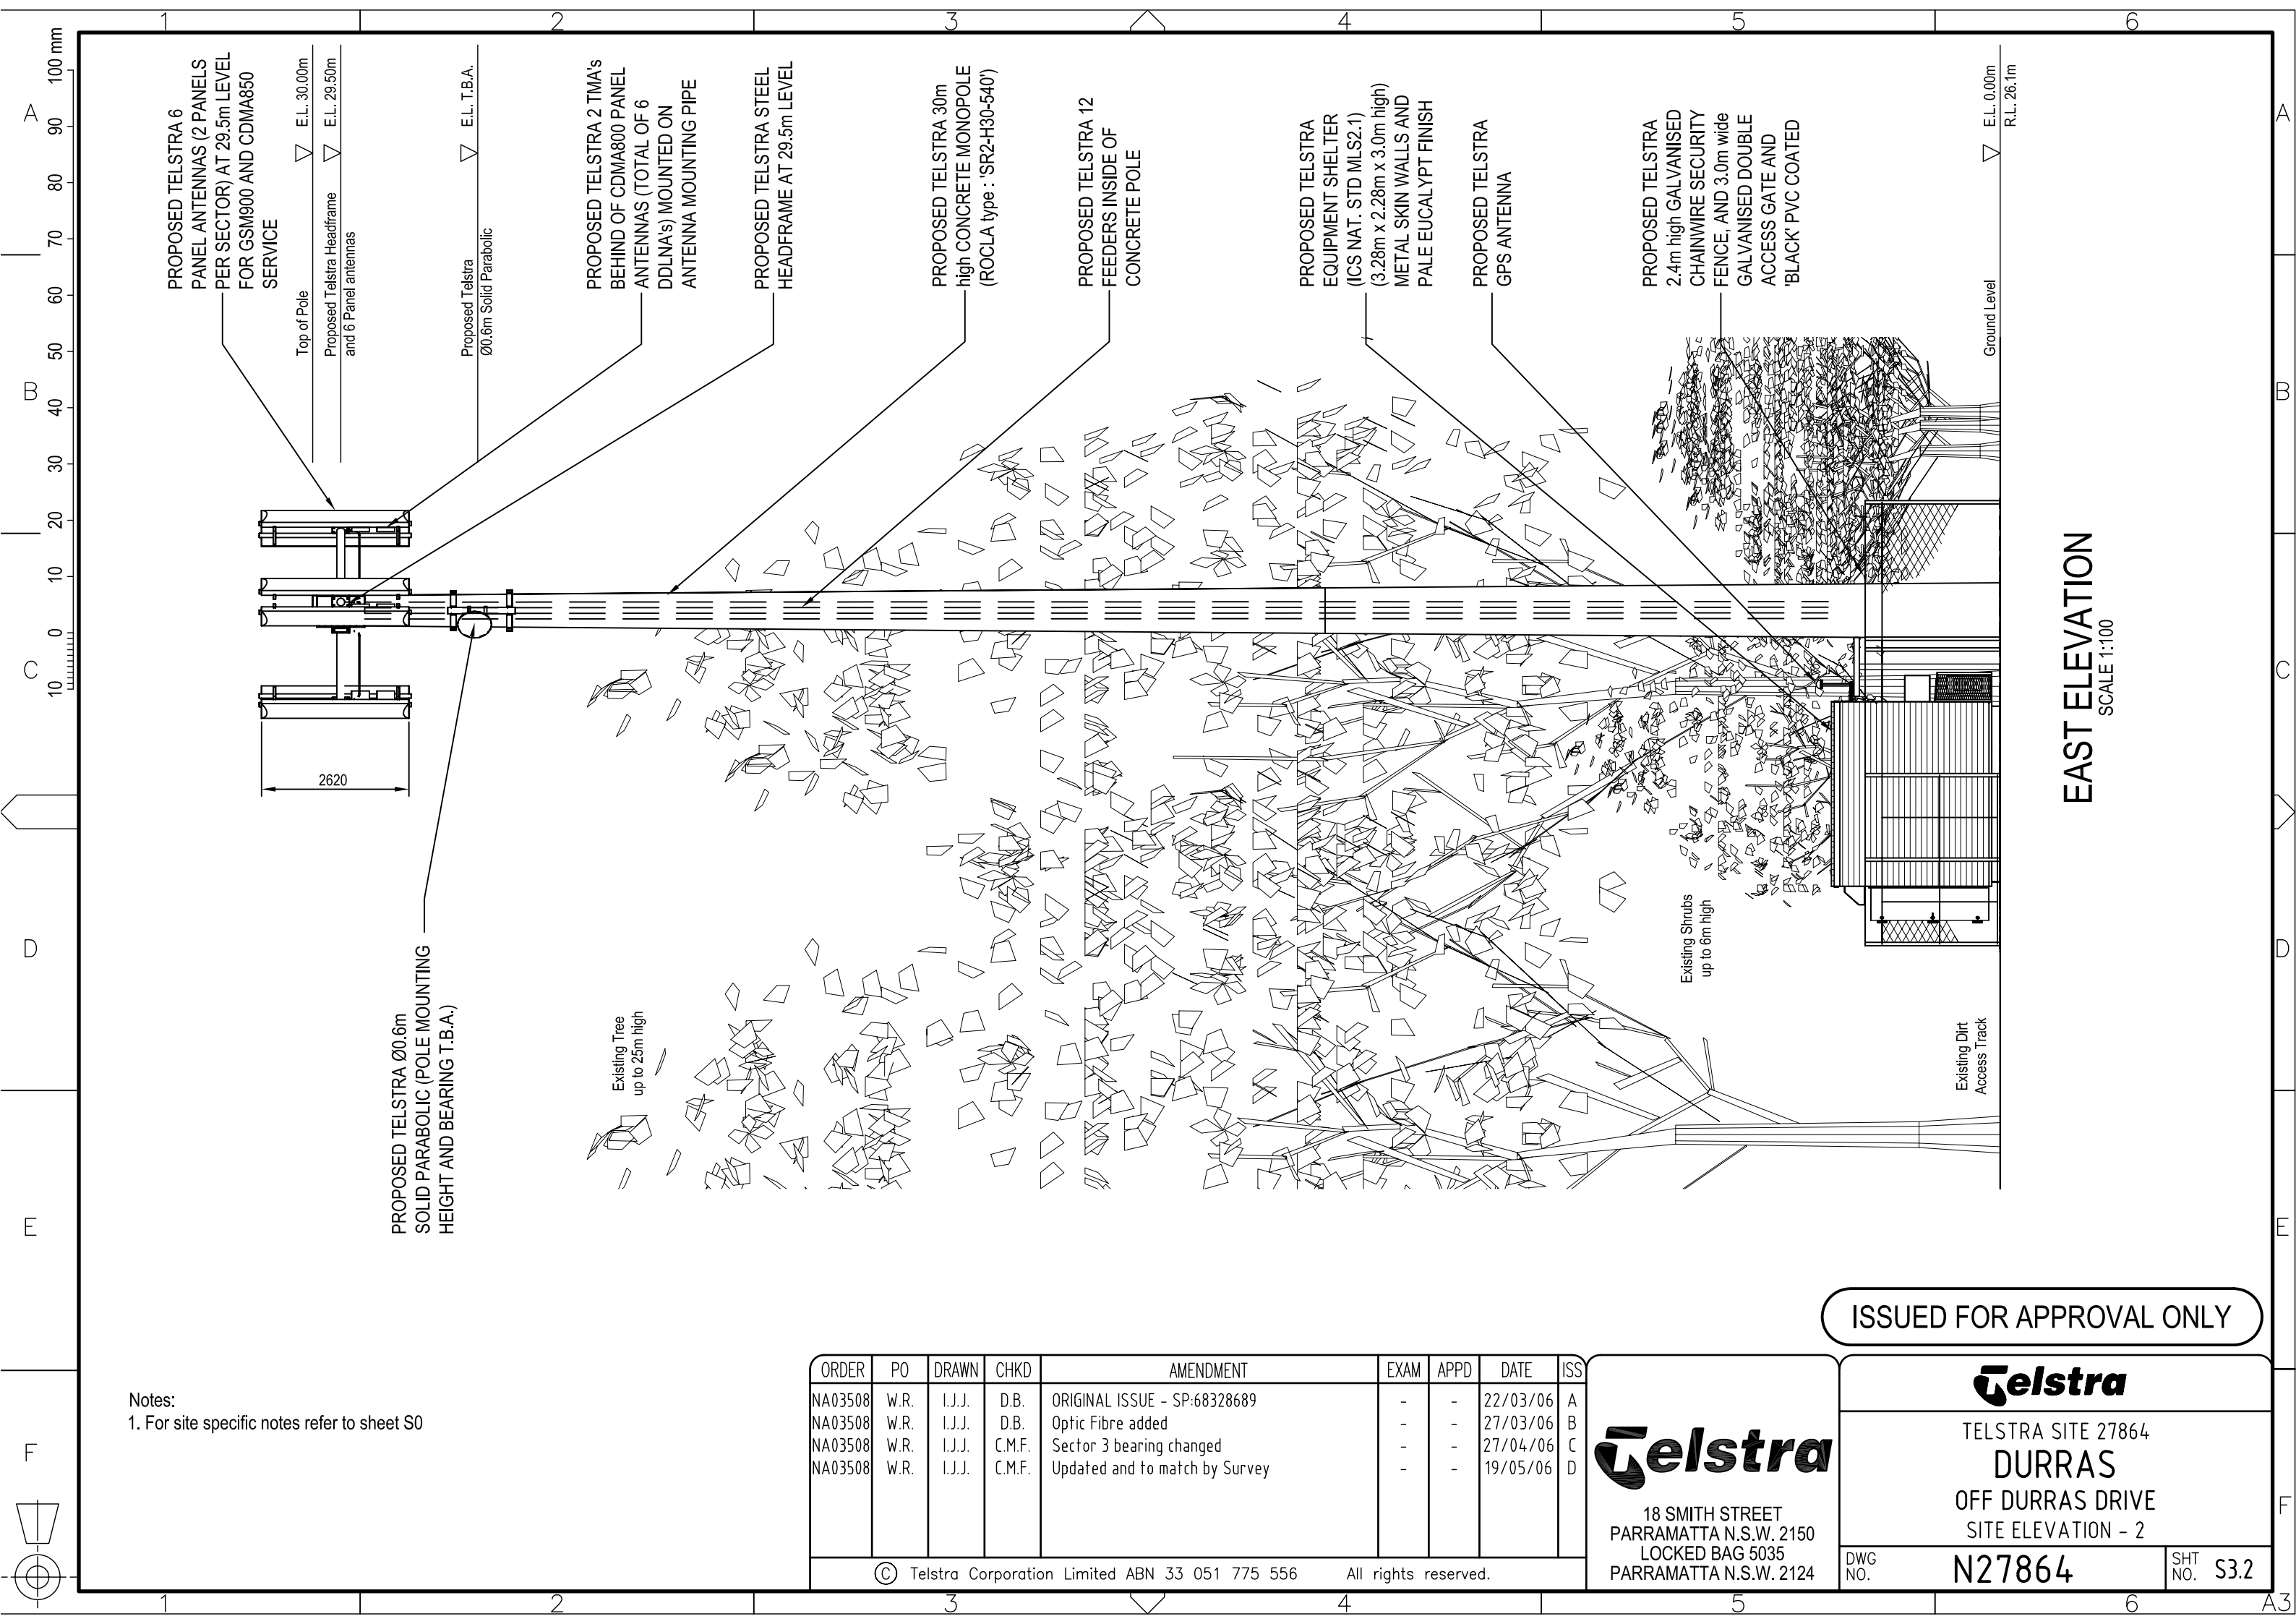 1
2
3
4
5
6
A
B
C
D
E
F
A
B
C
D
E
F
100 mm
90
80
70
60
50
40
30
20
10
0
10
PROPOSED TELSTRA 6
PANEL ANTENNAS (2 PANELS
PER SECTOR) AT 29.5m LEVEL
FOR GSM900 AND CDMA850
SERVICE
Top of Pole
E.L. 30.00m
Proposed Telstra Headframe
and 6 Panel antennas
E.L. 29.50m
Proposed Telstra
Ø0.6m Solid Parabolic
E.L. T.B.A.
PROPOSED TELSTRA 2 TMA's
BEHIND OF CDMA800 PANEL
ANTENNAS (TOTAL OF 6
DDLNA's) MOUNTED ON
ANTENNA MOUNTING PIPE
PROPOSED TELSTRA STEEL
HEADFRAME AT 29.5m LEVEL
PROPOSED TELSTRA 30m
high CONCRETE MONOPOLE
(ROCLA type : 'SR2-H30-540')
PROPOSED TELSTRA 12
FEEDERS INSIDE OF
CONCRETE POLE
PROPOSED TELSTRA
EQUIPMENT SHELTER
(ICS NAT. STD MLS2.1)
(3.28m x 2.28m x 3.0m high)
METAL SKIN WALLS AND
PALE EUCALYPT FINISH
PROPOSED TELSTRA
GPS ANTENNA
PROPOSED TELSTRA
2.4m high GALVANISED
CHAINWIRE SECURITY
FENCE, AND 3.0m wide
GALVANISED DOUBLE
ACCESS GATE AND
'BLACK' PVC COATED
Ground Level
E.L. 0.00m
R.L. 26.1m
2620
PROPOSED TELSTRA Ø0.6m
SOLID PARABOLIC (POLE MOUNTING
HEIGHT AND BEARING T.B.A.)
Existing Tree
up to 25m high
Existing Shrubs
up to 6m high
Existing Dirt
Access Track
EAST ELEVATION
SCALE 1:100
ISSUED FOR APPROVAL ONLY
Notes:
1. For site specific notes refer to sheet S0
ORDER PO DRAWN CHKD AMENDMENT EXAM APPD DATE ISS
NA03508 W.R. I.J.J. D.B. ORIGINAL ISSUE - SP:68328689 - - 22/03/06 A
NA03508 W.R. I.J.J. D.B. Optic Fibre added - - 27/03/06 B
NA03508 W.R. I.J.J. C.M.F. Sector 3 bearing changed - - 27/04/06 C
NA03508 W.R. I.J.J. C.M.F. Updated and to match by Survey - - 19/05/06 D
© Telstra Corporation Limited ABN 33 051 775 556 All rights reserved.
Telstra
18 SMITH STREET
PARRAMATTA N.S.W. 2150
LOCKED BAG 5035
PARRAMATTA N.S.W. 2124
Telstra
TELSTRA SITE 27864
DURRAS
OFF DURRAS DRIVE
SITE ELEVATION - 2
DWG
NO.
N27864
SHT
NO.
S3.2
1
2
3
4
5
6
A3